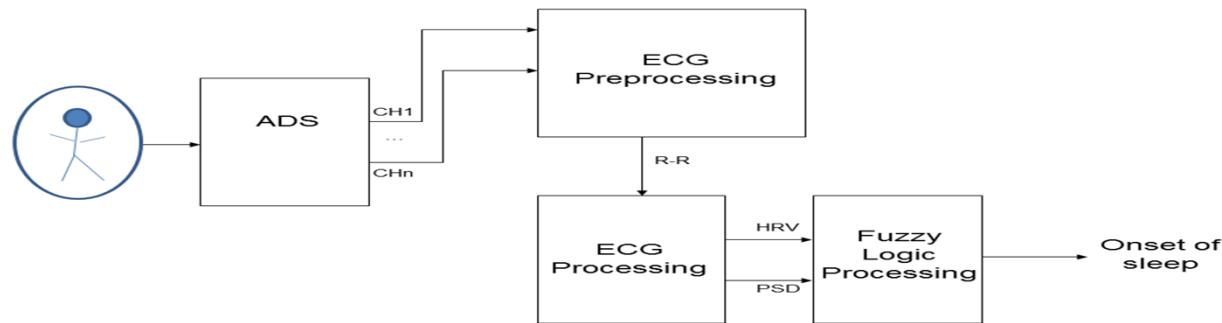 ADS
CH1
...
CHn
ECG
Preprocessing
R-R
ECG
Processing
HRV
PSD
Fuzzy
Logic
Processing
Onset of
sleep